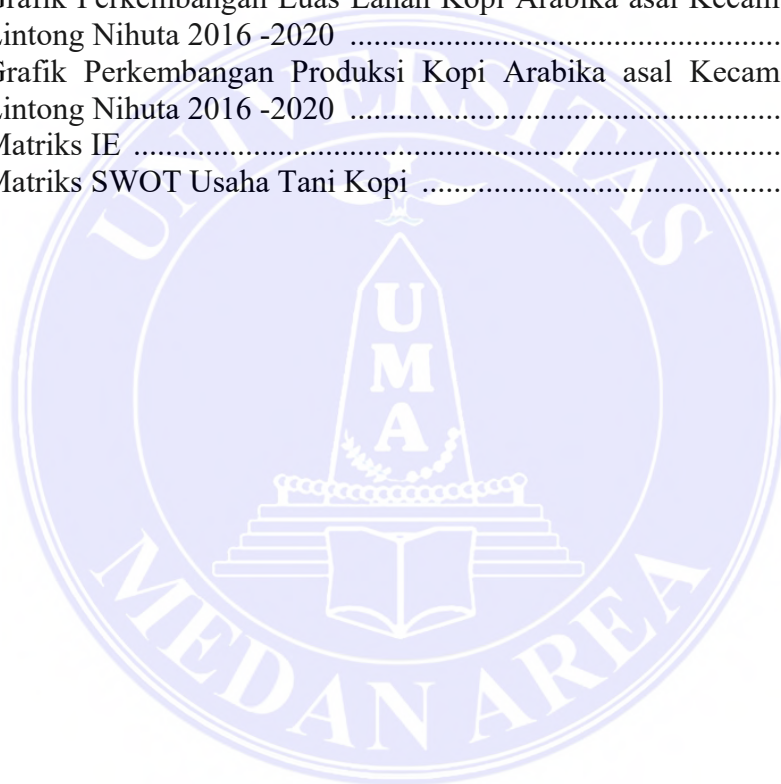 Grafik Perkembangan Luas Lahan Kopi Arabika asal Kecam
Lintong Nihuta 2016 -2020 ..........................................................
Grafik Perkembangan Produksi Kopi Arabika asal Kecam
Lintong Nihuta 2016 -2020 ..........................................................
Matriks IE ....................................................................................
Matriks SWOT Usaha Tani Kopi ................................................
UNIVERSITAS
UMA
MEDAN AREA